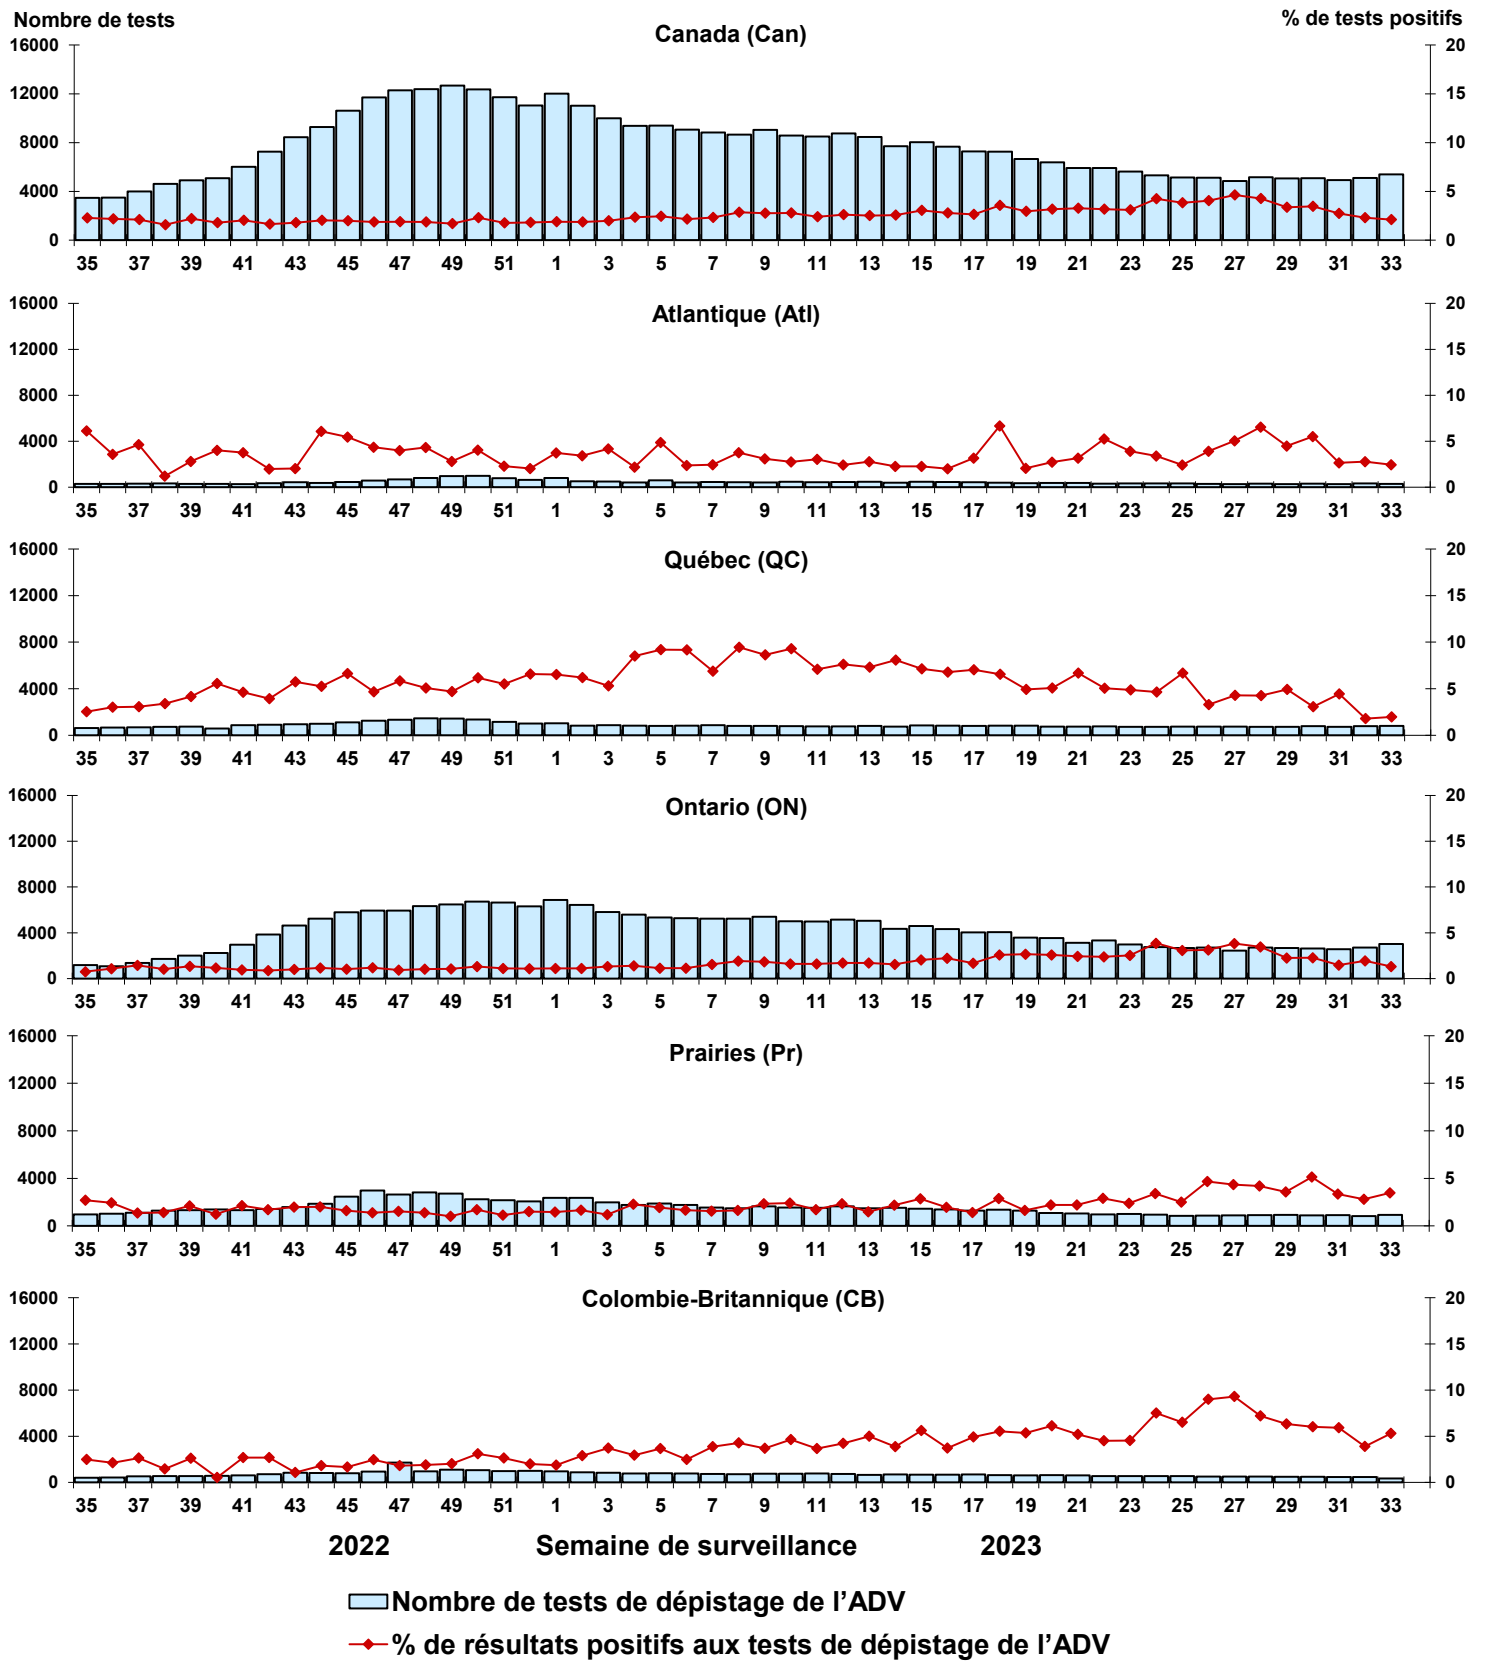 Nombre de tests
% de tests positifs
Canada (Can)
16000 20
12000 15
8000 10
4000 5
0 0
35 37 39 41 43 45 47 49 51 1 3 5 7 9 11 13 15 17 19 21 23 25 27 29 31 33
Atlantique (Atl)
16000 20
12000 15
8000 10
4000 5
0 0
35 37 39 41 43 45 47 49 51 1 3 5 7 9 11 13 15 17 19 21 23 25 27 29 31 33
Québec (QC)
16000 20
12000 15
8000 10
4000 5
0 0
35 37 39 41 43 45 47 49 51 1 3 5 7 9 11 13 15 17 19 21 23 25 27 29 31 33
Ontario (ON)
16000 20
12000 15
8000 10
4000 5
0 0
35 37 39 41 43 45 47 49 51 1 3 5 7 9 11 13 15 17 19 21 23 25 27 29 31 33
Prairies (Pr)
16000 20
12000 15
8000 10
4000 5
0 0
35 37 39 41 43 45 47 49 51 1 3 5 7 9 11 13 15 17 19 21 23 25 27 29 31 33
Colombie-Britannique (CB)
16000 20
12000 15
8000 10
4000 5
0 0
35 37 39 41 43 45 47 49 51 1 3 5 7 9 11 13 15 17 19 21 23 25 27 29 31 33
2022 Semaine de surveillance 2023
Nombre de tests de dépistage de l’ADV
% de résultats positifs aux tests de dépistage de l’ADV